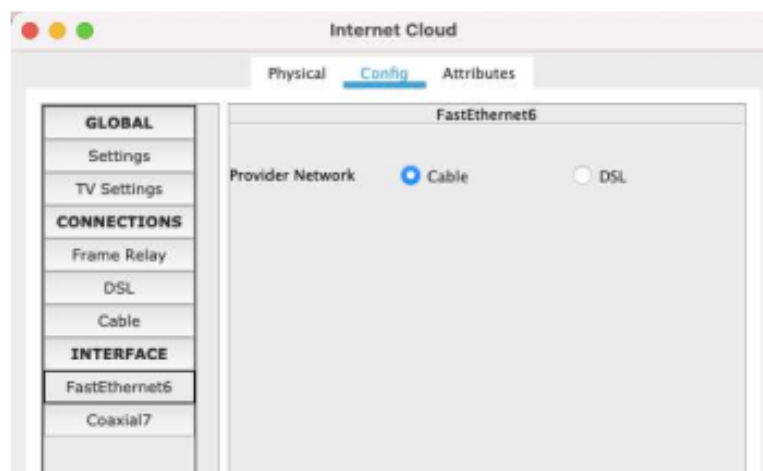 Internet Cloud
Physical Config Attributes
GLOBAL
Settings
TV Settings
CONNECTIONS
Frame Relay
DSL
Cable
INTERFACE
FastEthernet6
Coaxial7
FastEthernet6
Provider Network Cable DSL